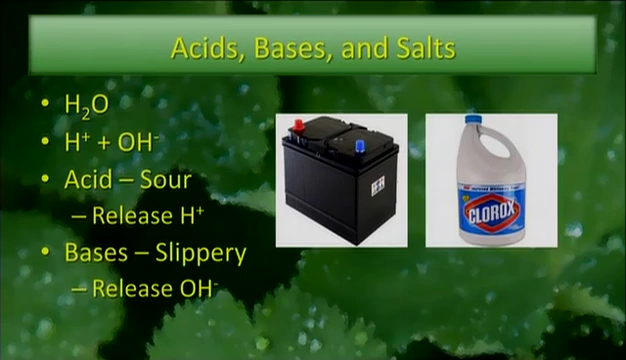 Acids, Bases, and Salts
• H₂O
• H⁺ + OH⁻
• Acid – Sour
– Release H⁺
• Bases – Slippery
– Release OH⁻
CLOROX